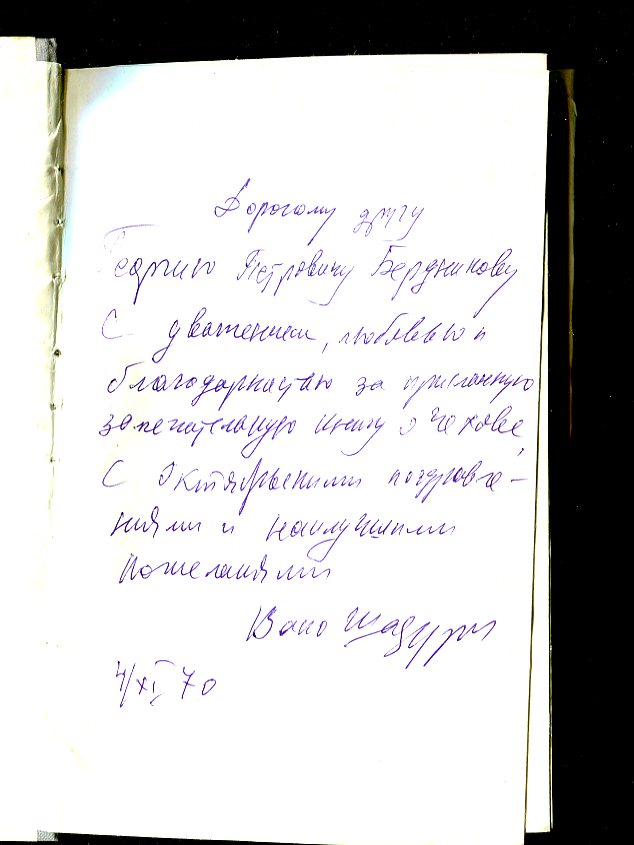 Дорогому другу
Георгию Петровичу Бердникову
С уважением, любовью и
благодарностью за присланную
замечательную книгу о Чехове,
С Октябрьскими поздравле-
ниями и наилучшими
пожеланиями
Вано Шадури
4/XI, 70